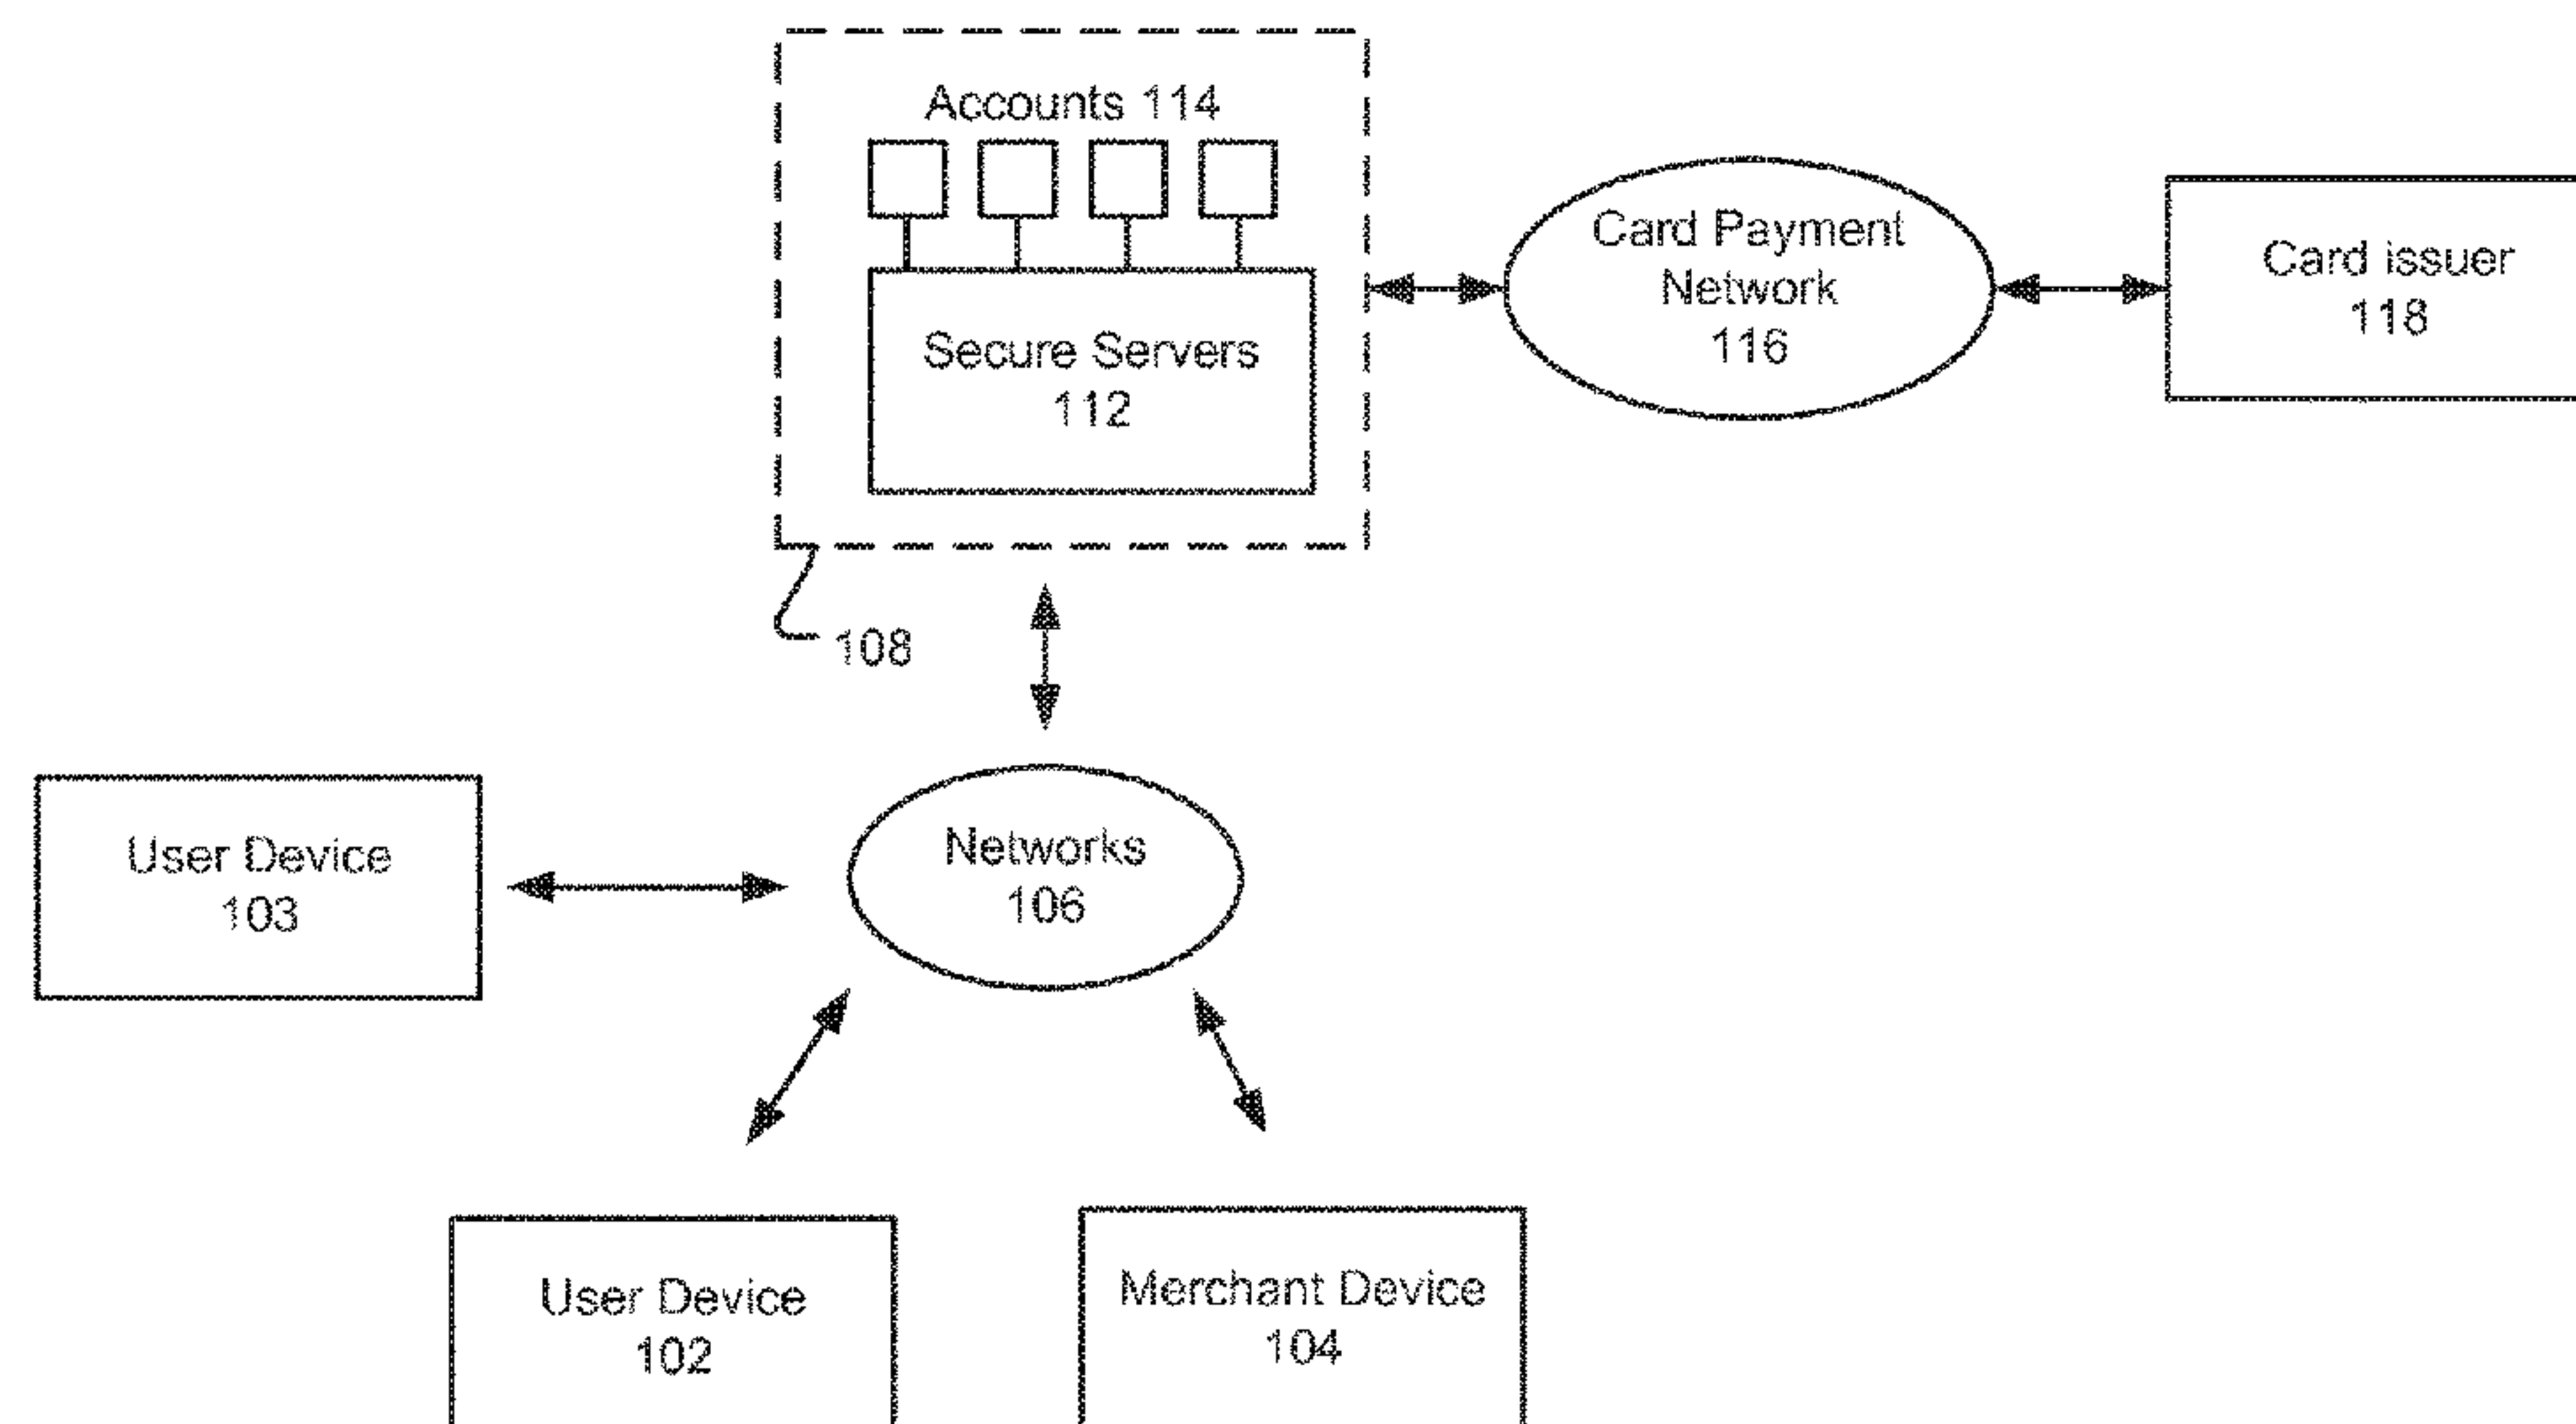 Accounts 114
Secure Servers
112
Card Payment
Network
116
Card issuer
118
108
User Device
103
Networks
106
User Device
102
Merchant Device
104